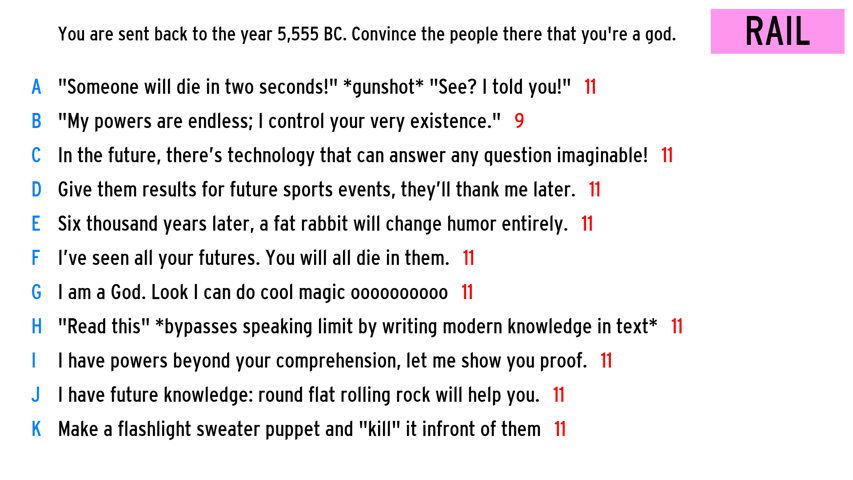 You are sent back to the year 5,555 BC. Convince the people there that you're a god.
RAIL
A "Someone will die in two seconds!" *gunshot* "See? I told you!" 11
B "My powers are endless; I control your very existence." 9
C In the future, there's technology that can answer any question imaginable! 11
D Give them results for future sports events, they'll thank me later. 11
E Six thousand years later, a fat rabbit will change humor entirely. 11
F I've seen all your futures. You will all die in them. 11
G I am a God. Look I can do cool magic oooooooooo 11
H "Read this" *bypasses speaking limit by writing modern knowledge in text* 11
I I have powers beyond your comprehension, let me show you proof. 11
J I have future knowledge: round flat rolling rock will help you. 11
K Make a flashlight sweater puppet and "kill" it infront of them 11